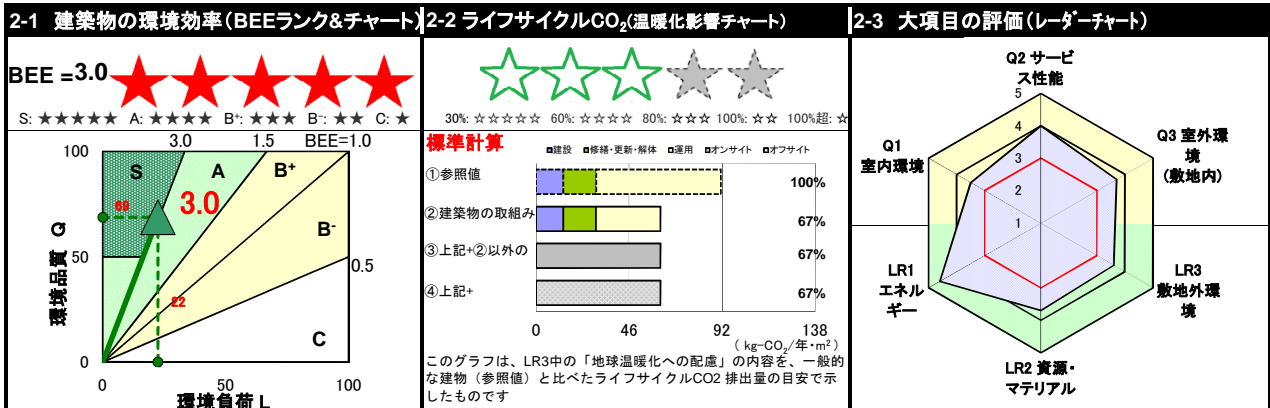 2-1 建築物の環境効率(BEEランク&チャート)
BEE = 3.0
S: ★★★★★ A: ★★★★ B⁺: ★★★ B⁻: ★★ C: ★
3.0 1.5 BEE=1.0
100
S A B⁺
69 3.0
B⁻
50
0.5
22
C
0
0 50 100
環境品質 Q
環境負荷 L
2-2 ライフサイクルCO₂(温暖化影響チャート)
30%: ☆☆☆☆☆ 60%: ☆☆☆☆ 80%: ☆☆☆ 100%: ☆☆ 100%超: ☆
標準計算
建設 修繕・更新・解体 運用 オンサイト オフサイト
①参照値 100%
②建築物の取組み 67%
③上記+②以外の 67%
④上記+ 67%
0 46 92 138
( kg-CO₂/年・m² )
このグラフは、LR3中の「地球温暖化への配慮」の内容を、一般的
な建物(参照値)と比べたライフサイクルCO2 排出量の目安で示
したものです
2-3 大項目の評価(レーダーチャート)
Q2 サービ
ス性能
5
4
3
2
1
Q1
室内環境
Q3 室外環
境
(敷地内)
LR1
エネル
ギー
LR3
敷地外環
境
LR2 資源・
マテリアル